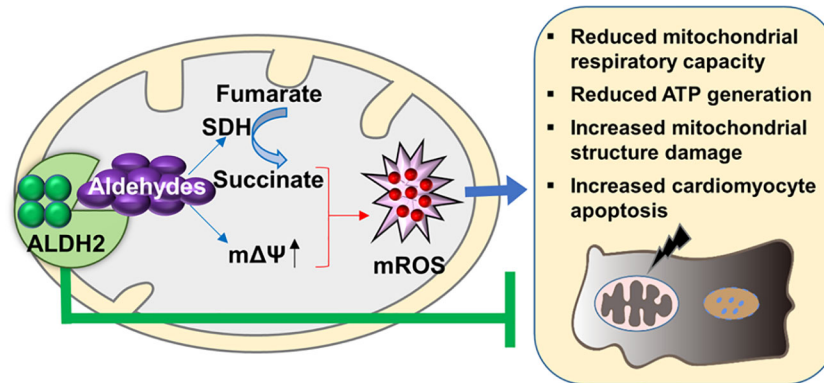 Fumarate
SDH
Aldehydes
Succinate
ALDH2
mΔΨ
mROS
▪ Reduced mitochondrial
respiratory capacity
▪ Reduced ATP generation
▪ Increased mitochondrial
structure damage
▪ Increased cardiomyocyte
apoptosis